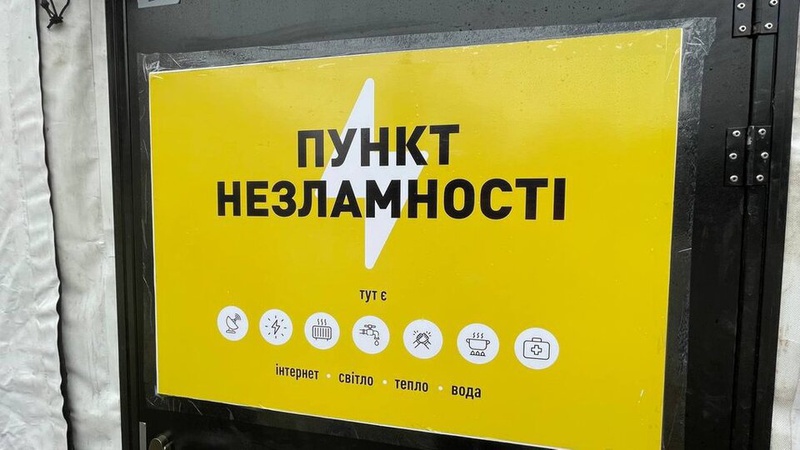 ПУНКТ
НЕЗЛАМНОСТІ
тут є
інтернет • світло • тепло • вода